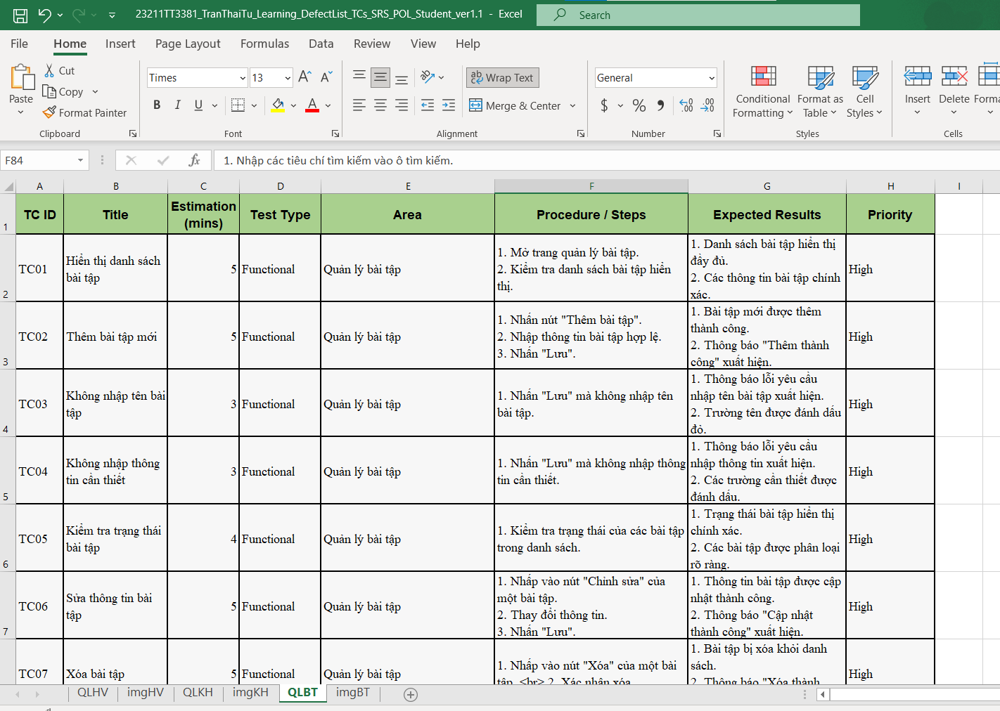 23211TT3381_TranThaiTu_Learning_DefectList_TCs_SRS_POL_Student_ver1.1 - Excel
Search
File Home Insert Page Layout Formulas Data Review View Help
Paste
Cut
Copy
Format Painter
Clipboard
Times 13
B I U
Font
Wrap Text
Merge & Center
Alignment
General
$ % 9
Number
Conditional Formatting
Format as Table
Cell Styles
Styles
Insert
Delete
Forma
Cells
F84
fx
1. Nhập các tiêu chí tìm kiếm vào ô tìm kiếm.
A B C D E F G H I
1
TC ID
Title
Estimation
(mins)
Test Type
Area
Procedure / Steps
Expected Results
Priority
2
TC01
Hiển thị danh sách
bài tập
5
Functional
Quản lý bài tập
1. Mở trang quản lý bài tập.
2. Kiểm tra danh sách bài tập hiển
thị.
1. Danh sách bài tập hiển thị
đầy đủ.
2. Các thông tin bài tập chính
xác.
High
3
TC02
Thêm bài tập mới
5
Functional
Quản lý bài tập
1. Nhấn nút "Thêm bài tập".
2. Nhập thông tin bài tập hợp lệ.
3. Nhấn "Lưu".
1. Bài tập mới được thêm
thành công.
2. Thông báo "Thêm thành
công" xuất hiện.
High
4
TC03
Không nhập tên bài
tập
3
Functional
Quản lý bài tập
1. Nhấn "Lưu" mà không nhập tên
bài tập.
1. Thông báo lỗi yêu cầu
nhập tên bài tập xuất hiện.
2. Trường tên được đánh dấu
đỏ.
High
5
TC04
Không nhập thông
tin cần thiết
3
Functional
Quản lý bài tập
1. Nhấn "Lưu" mà không nhập thông
tin cần thiết.
1. Thông báo lỗi yêu cầu
nhập thông tin xuất hiện.
2. Các trường cần thiết được
đánh dấu.
High
6
TC05
Kiểm tra trạng thái
bài tập
4
Functional
Quản lý bài tập
1. Kiểm tra trạng thái của các bài tập
trong danh sách.
1. Trạng thái bài tập hiển thị
chính xác.
2. Các bài tập được phân loại
rõ ràng.
High
7
TC06
Sửa thông tin bài
tập
5
Functional
Quản lý bài tập
1. Nhấp vào nút "Chỉnh sửa" của
một bài tập.
2. Thay đổi thông tin.
3. Nhấn "Lưu".
1. Thông tin bài tập được cập
nhật thành công.
2. Thông báo "Cập nhật
thành công" xuất hiện.
High
TC07
Xóa bài tập
5
Functional
Quản lý bài tập
1. Nhấp vào nút "Xóa" của một bài
tập. <br> 2. Xác nhận xóa
1. Bài tập bị xóa khỏi danh
sách.
2. Thông báo "Xóa thành
High
QLHV imgHV QLKH imgKH QLBT imgBT